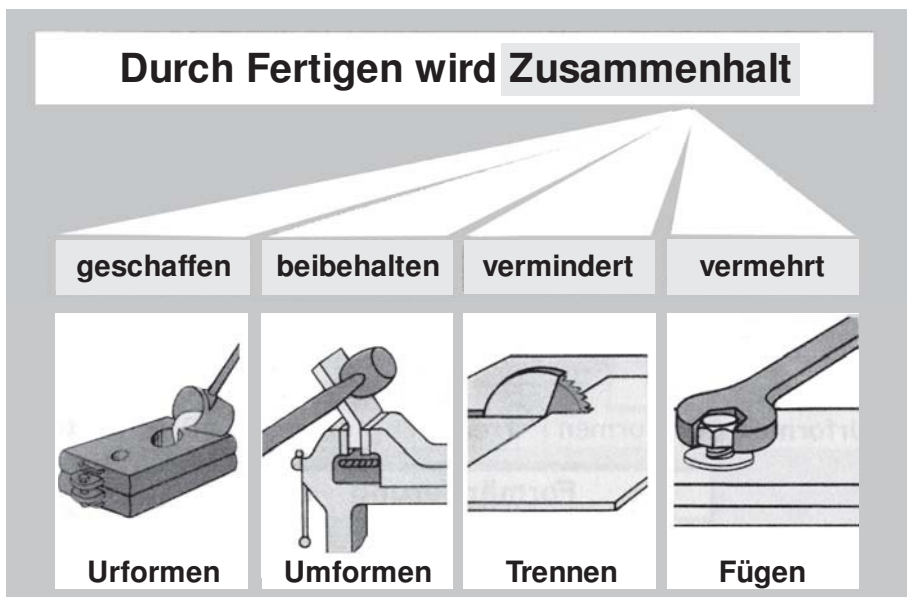 Durch Fertigen wird Zusammenhalt
geschaffen beibehalten vermindert vermehrt
Urformen Umformen Trennen Fügen